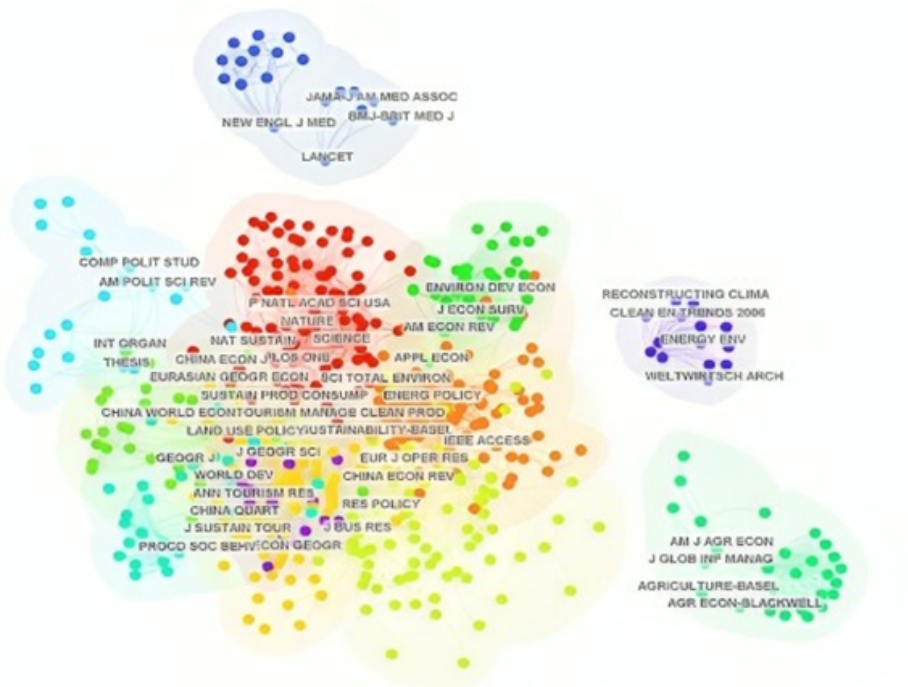 JAMA-J AM MED ASSOC
NEW ENGL J MED
BMJ-BRIT MED J
LANCET
COMP POLIT STUD
AM POLIT SCI REV
ENVIRON DEV ECON
RECONSTRUCTING CLIMA
P NATL ACAD SCI USA
J ECON SURV
CLEAN EN TRENDS 2006
NATURE
AM ECON REV
NAT SUSTAIN
SCIENCE
ENERGY ENV
INT ORGAN
THESIS
CHINA ECON J
PLOS ONE
APPL ECON
EURASIAN GEOGR ECON
SCI TOTAL ENVIRON
WELTWIRTSCH ARCH
SUSTAIN PROD CONSUMP
ENERG POLICY
CHINA WORLD ECON
TOURISM MANAGE
CLEAN PROD
LAND USE POLICY
USTAINABILITY-BASEL
IEEE ACCESS
GEOGR J
J GEOGR SCI
EUR J OPER RES
WORLD DEV
CHINA ECON REV
ANN TOURISM RES
CHINA QUART
RES POLICY
J SUSTAIN TOUR
J BUS RES
PROCD SOC BEHV
ECON GEOGR
AM J AGR ECON
J GLOB INF MANAG
AGRICULTURE-BASEL
AGR ECON-BLACKWELL